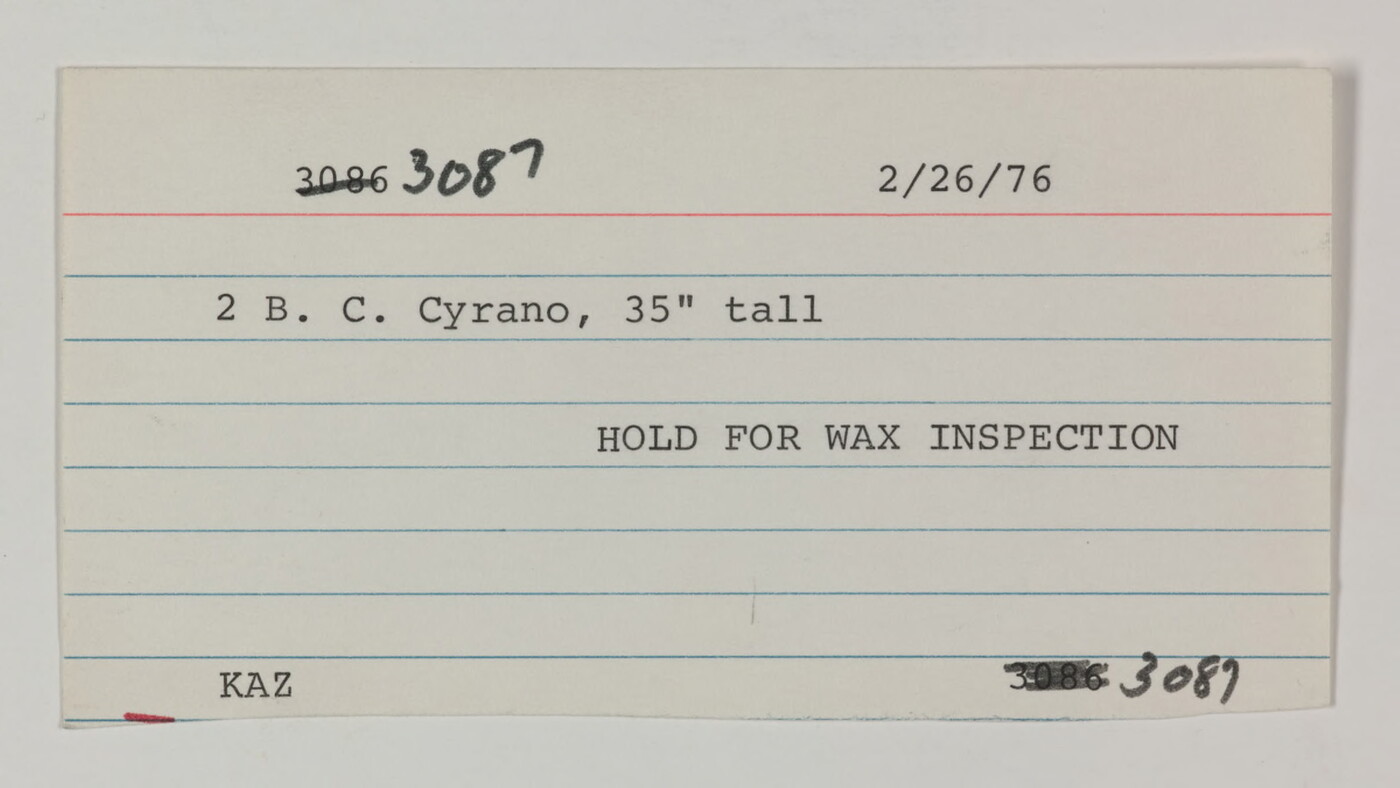 3086 3087 2/26/76
2 B. C. Cyrano, 35" tall
HOLD FOR WAX INSPECTION
KAZ 3086 3087